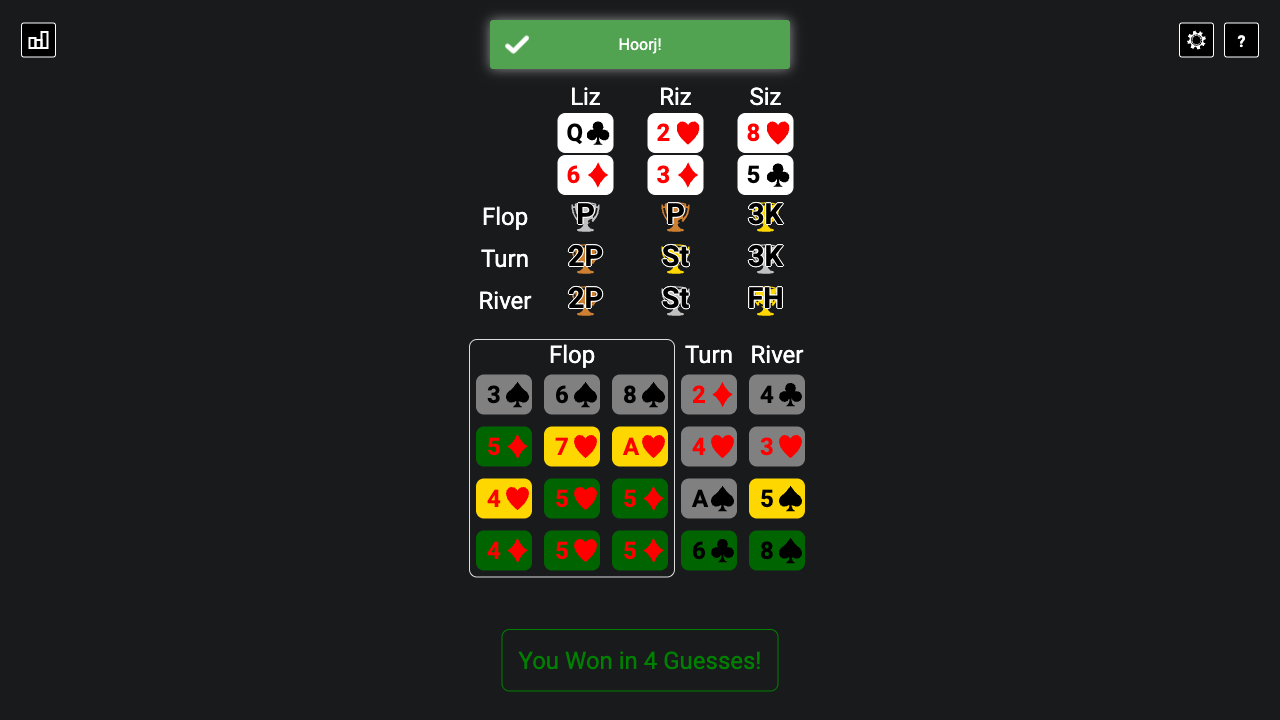 Hoorj!
?
Liz Riz Siz
Q♣ 2♥ 8♥
6♦ 3♦ 5♣
Flop P P 3K
Turn 2P St 3K
River 2P St FH
Flop Turn River
3♠ 6♠ 8♠ 2♦ 4♣
5♦ 7♥ A♥ 4♥ 3♥
4♥ 5♥ 5♦ A♠ 5♠
4♦ 5♥ 5♦ 6♣ 8♠
You Won in 4 Guesses!